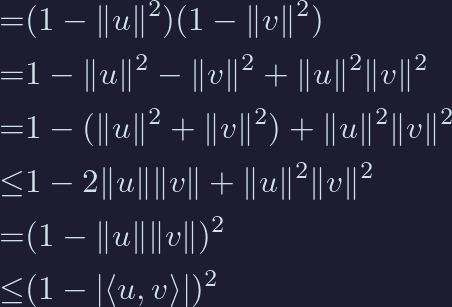 =(1 − ‖u‖²)(1 − ‖v‖²)
=1 − ‖u‖² − ‖v‖² + ‖u‖²‖v‖²
=1 − (‖u‖² + ‖v‖²) + ‖u‖²‖v‖²
≤1 − 2‖u‖‖v‖ + ‖u‖²‖v‖²
=(1 − ‖u‖‖v‖)²
≤(1 − |⟨u, v⟩|)²